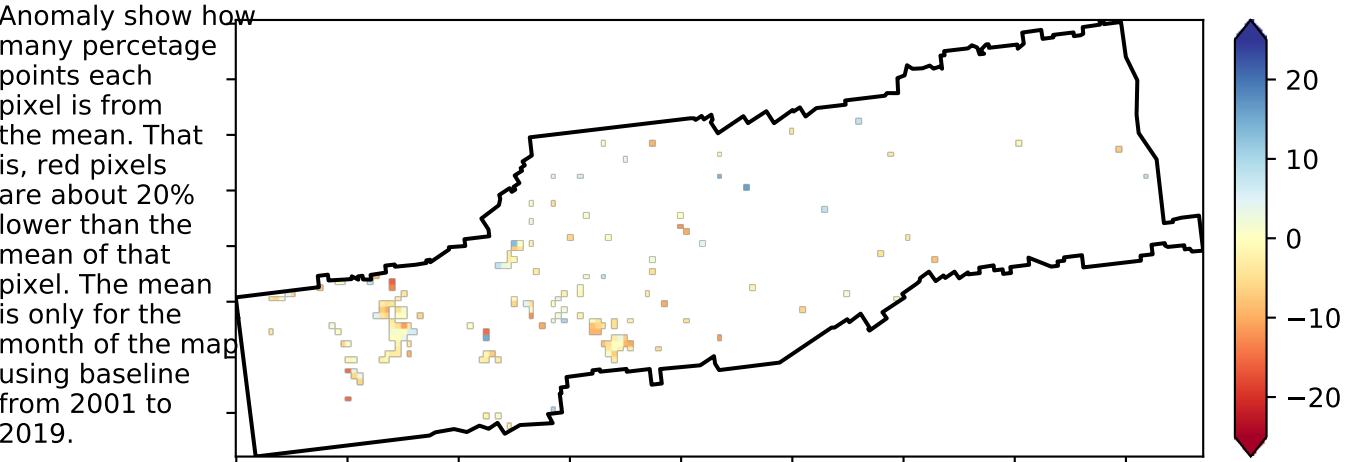 Anomaly show how
many percetage
points each
pixel is from
the mean. That
is, red pixels
are about 20%
lower than the
mean of that
pixel. The mean
is only for the
month of the map
using baseline
from 2001 to
2019.
20
10
0
−10
−20